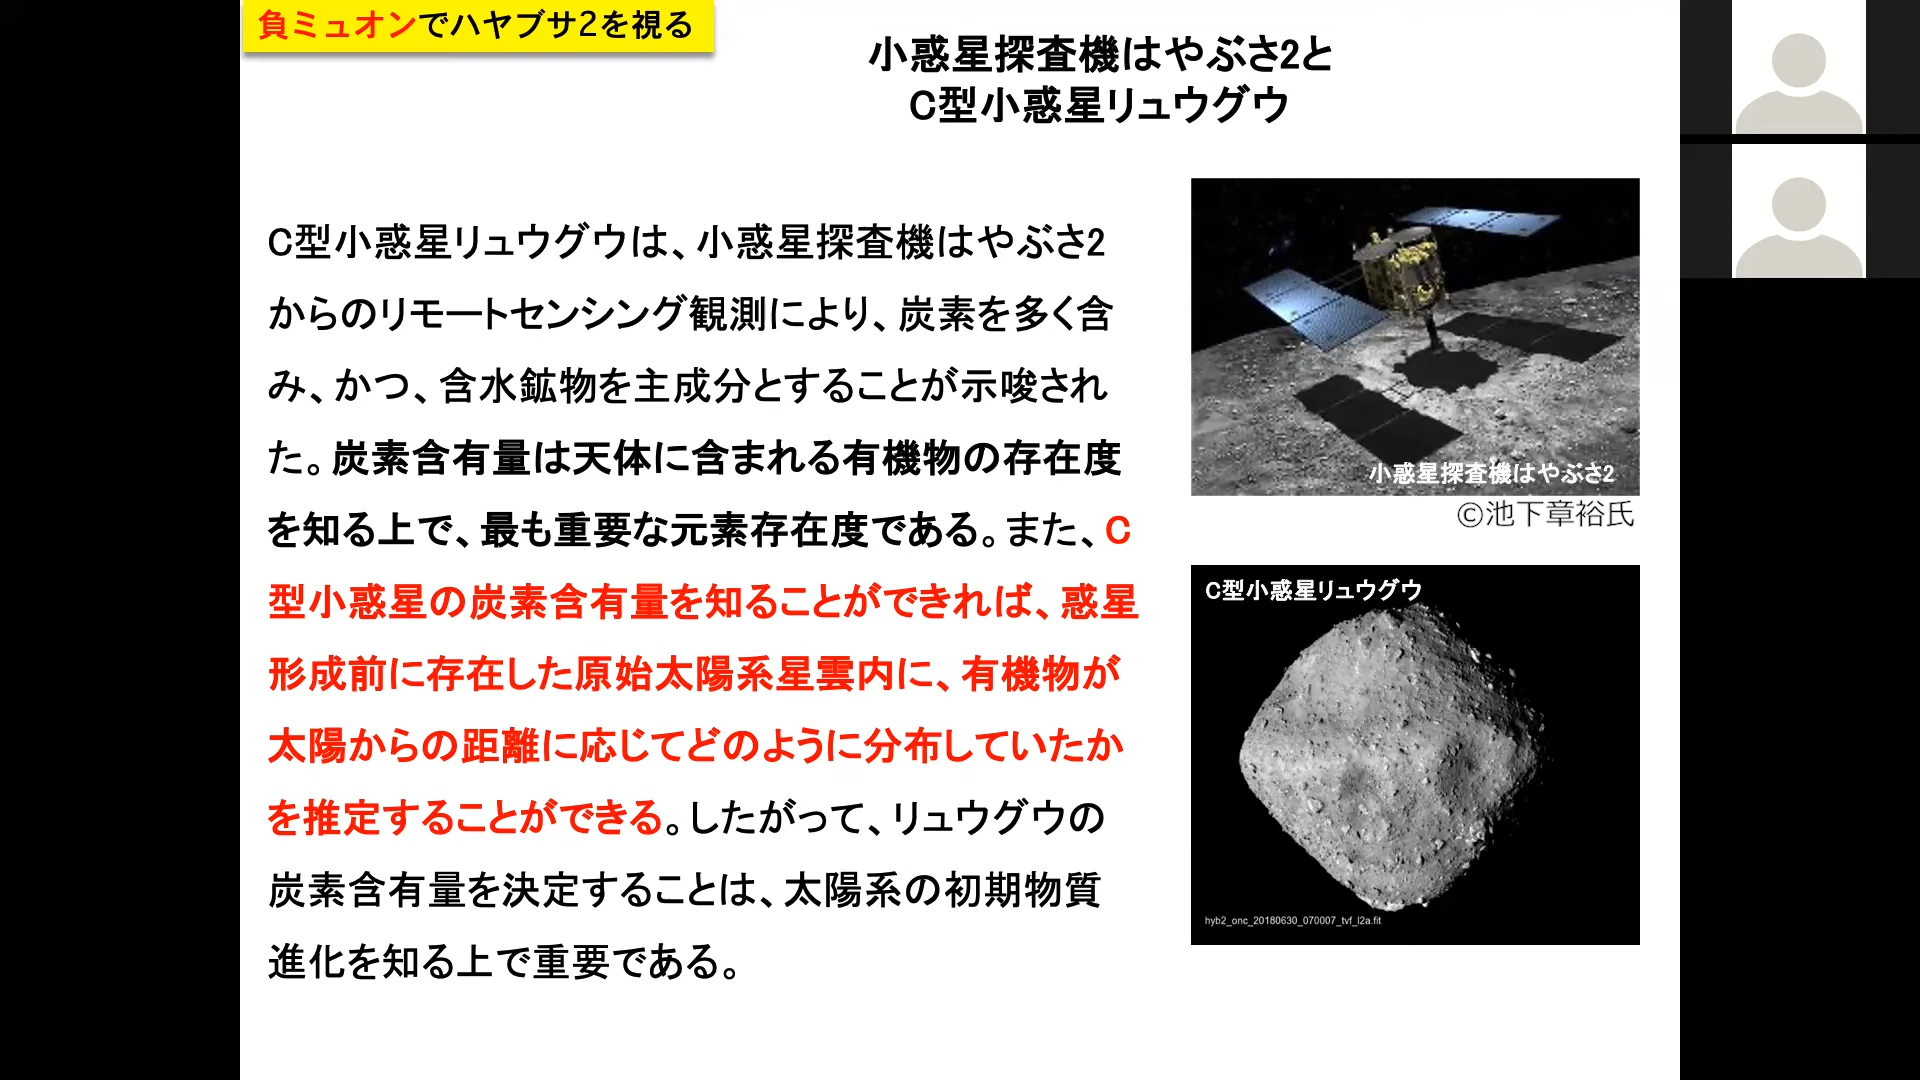 負ミュオンでハヤブサ2を視る
小惑星探査機はやぶさ2と
C型小惑星リュウグウ
C型小惑星リュウグウは、小惑星探査機はやぶさ2
からのリモートセンシング観測により、炭素を多く含
み、かつ、含水鉱物を主成分とすることが示唆され
た。炭素含有量は天体に含まれる有機物の存在度
を知る上で、最も重要な元素存在度である。また、C
型小惑星の炭素含有量を知ることができれば、惑星
形成前に存在した原始太陽系星雲内に、有機物が
太陽からの距離に応じてどのように分布していたか
を推定することができる。したがって、リュウグウの
炭素含有量を決定することは、太陽系の初期物質
進化を知る上で重要である。
小惑星探査機はやぶさ2
©池下章裕氏
C型小惑星リュウグウ
hyb2_onc_20180630_070007_tvf_l2a.fit